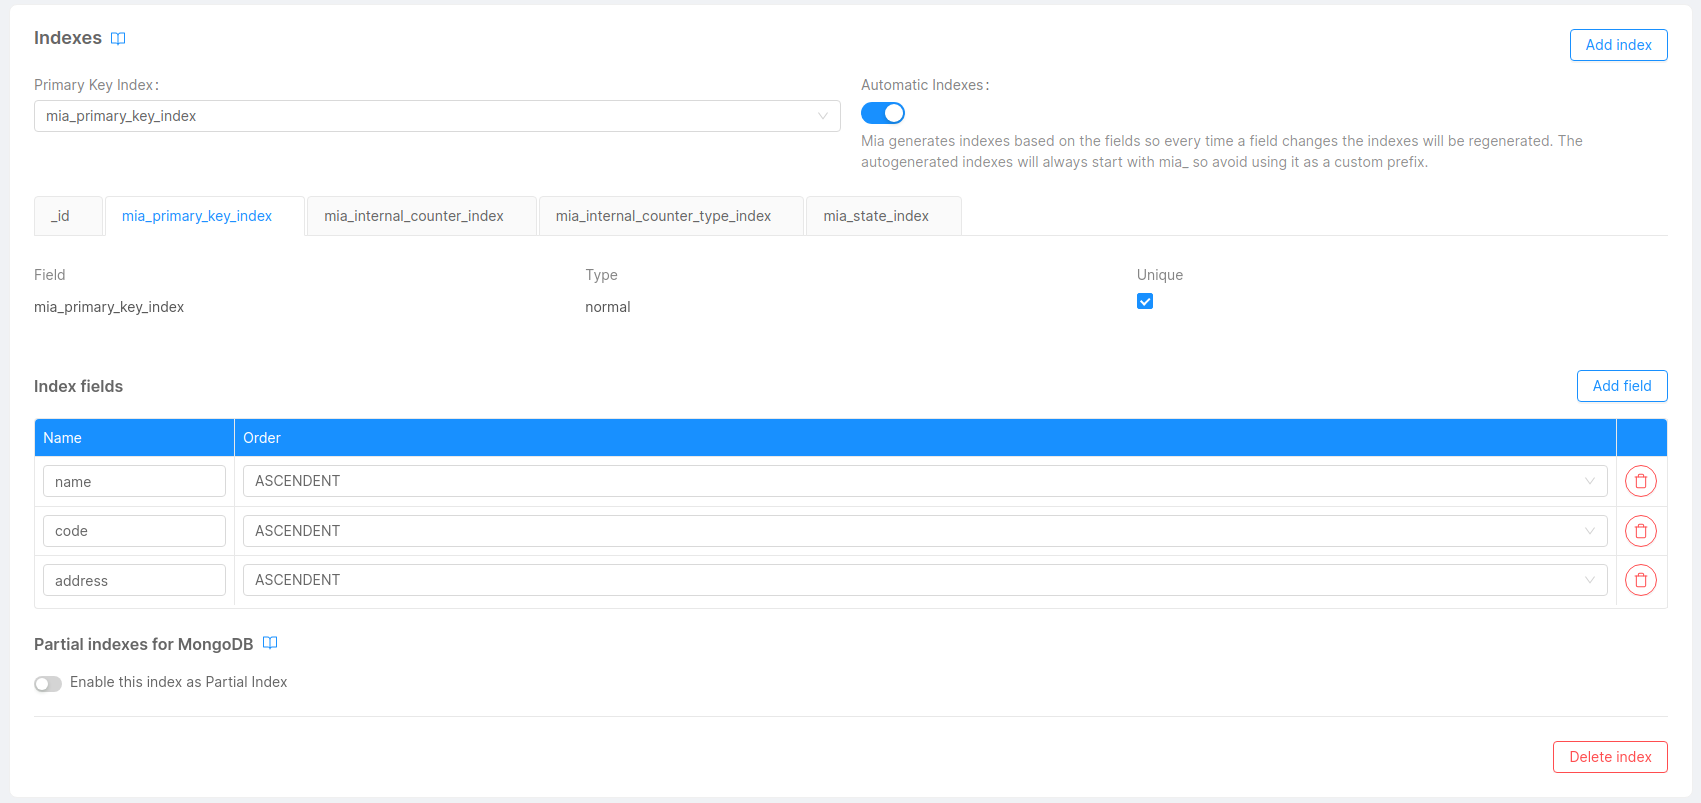 Indexes
Add index
Primary Key Index:
Automatic Indexes:
mia_primary_key_index
Mia generates indexes based on the fields so every time a field changes the indexes will be regenerated. The
autogenerated indexes will always start with mia_ so avoid using it as a custom prefix.
_id mia_primary_key_index mia_internal_counter_index mia_internal_counter_type_index mia_state_index
Field Type Unique
mia_primary_key_index normal
Index fields
Add field
Name Order
name ASCENDENT
code ASCENDENT
address ASCENDENT
Partial indexes for MongoDB
Enable this index as Partial Index
Delete index